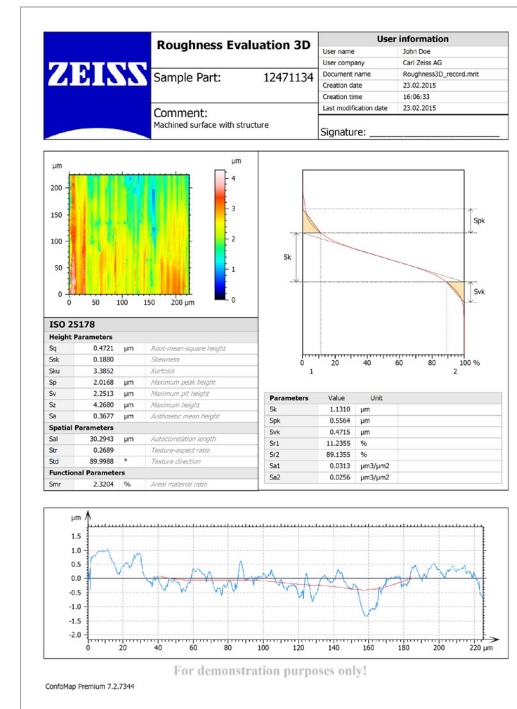 ZEISS
Roughness Evaluation 3D
Sample Part: 12471134
Comment:
Machined surface with structure
User information
User name John Doe
User company Carl Zeiss AG
Document name Roughness3D_record.mnt
Creation date 23.02.2015
Creation time 16:06:33
Last modification date 23.02.2015
Signature:
µm
200
150
100
50
0
0 50 100 150 200 µm
µm
4
3
2
1
0
Sk
Spk
Svk
0 20 40 60 80 100 %
1 2
ISO 25178
Height Parameters
Sq 0.4721 µm Root-mean-square height
Ssk 0.1880 Skewness
Sku 3.3852 Kurtosis
Sp 2.0168 µm Maximum peak height
Sv 2.2513 µm Maximum pit height
Sz 4.2680 µm Maximum height
Sa 0.3677 µm Arithmetic mean height
Spatial Parameters
Sal 30.2943 µm Autocorrelation length
Str 0.2689 Texture-aspect ratio
Std 89.9988 ° Texture direction
Functional Parameters
Smr 2.3204 % Areal material ratio
Parameters Value Unit
Sk 1.1310 µm
Spk 0.5564 µm
Svk 0.4715 µm
Sr1 11.2355 %
Sr2 89.1355 %
Sa1 0.0313 µm3/µm2
Sa2 0.0256 µm3/µm2
µm
1.5
1.0
0.5
0.0
-0.5
-1.0
-1.5
-2.0
0 20 40 60 80 100 120 140 160 180 200 220 µm
For demonstration purposes only!
ConfoMap Premium 7.2.7344